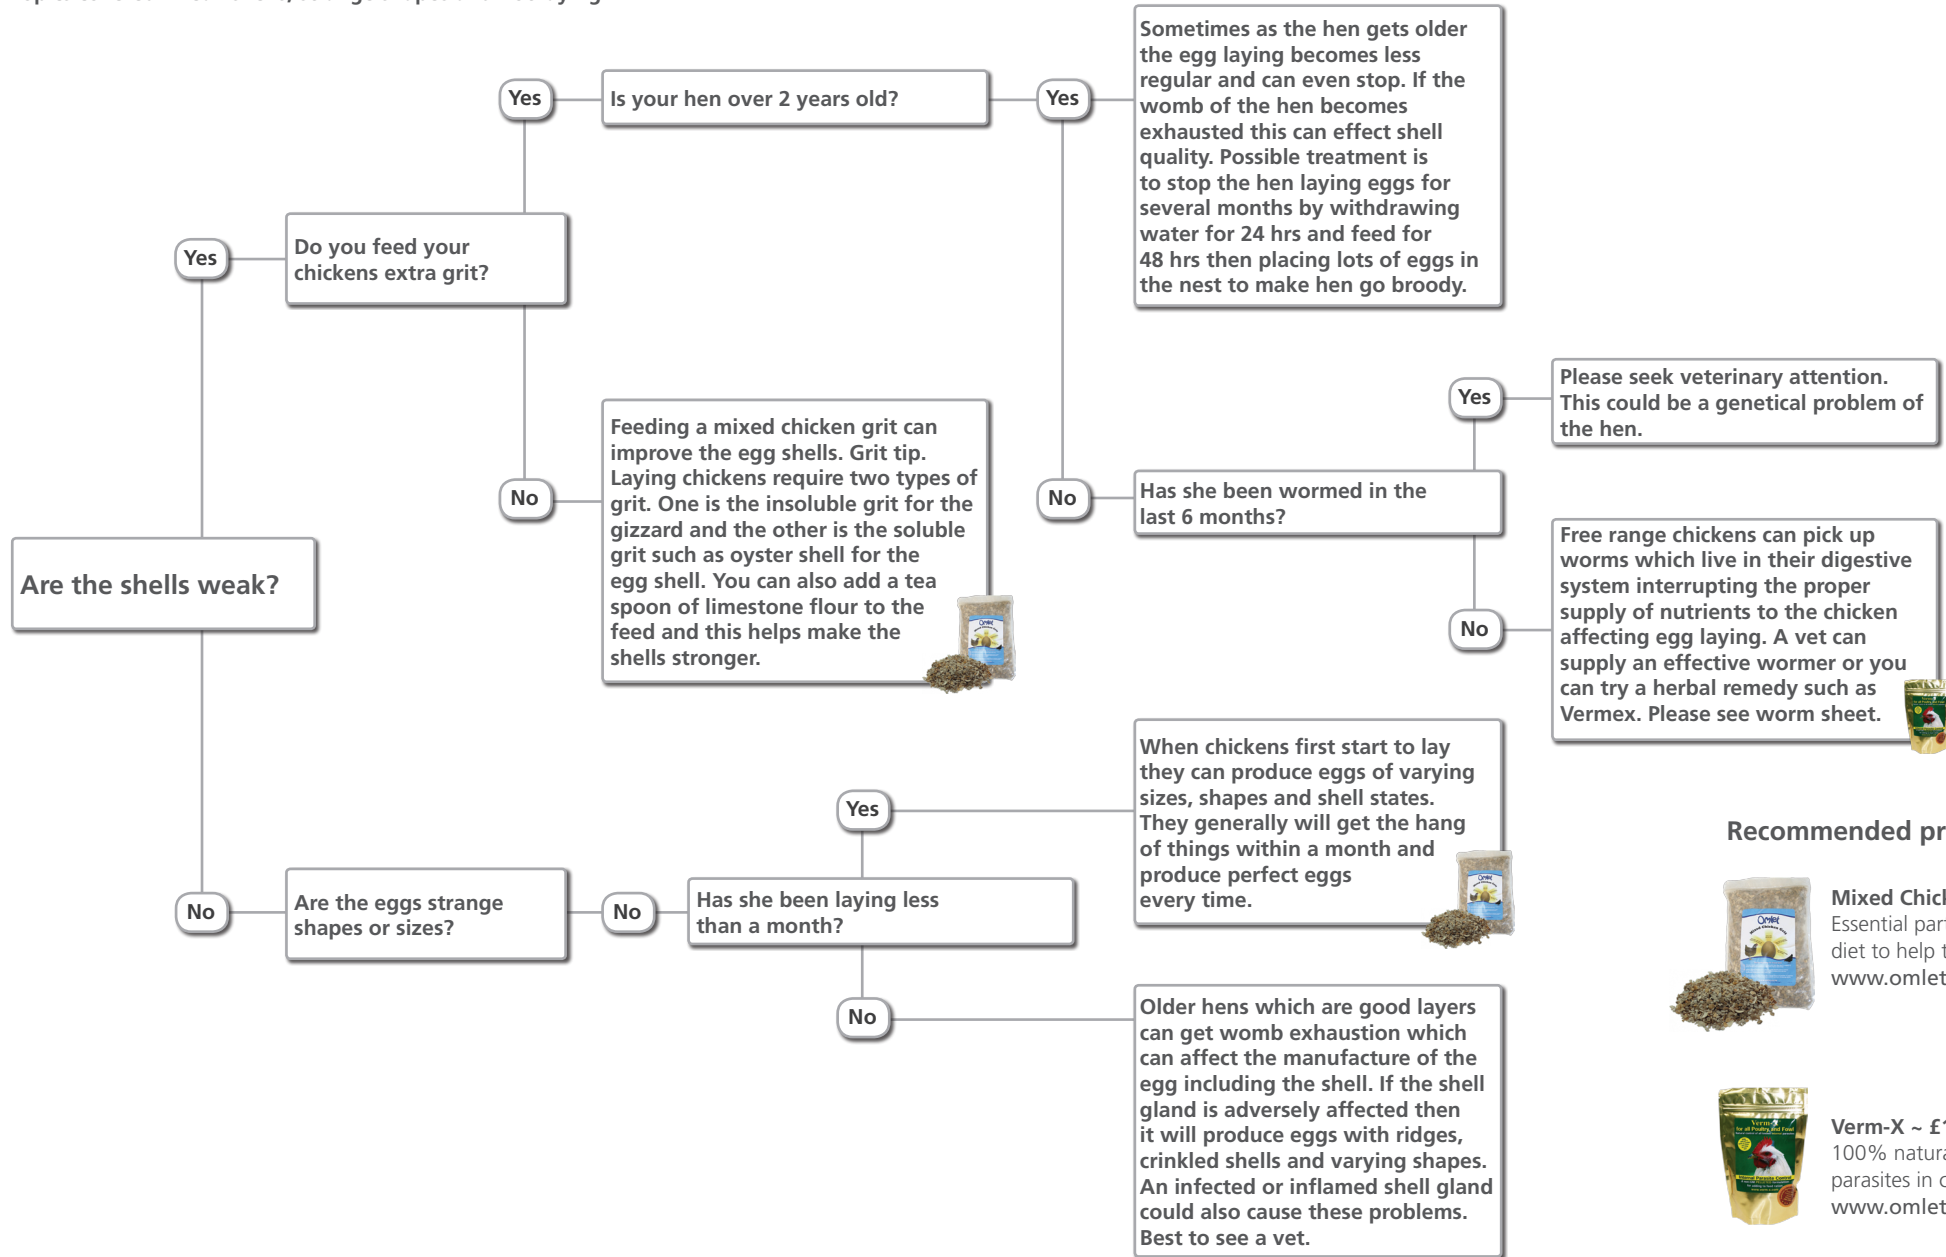 Yes
Is your hen over 2 years old?
Yes
Sometimes as the hen gets older
the egg laying becomes less
regular and can even stop. If the
womb of the hen becomes
exhausted this can effect shell
quality. Possible treatment is
to stop the hen laying eggs for
several months by withdrawing
water for 24 hrs and feed for
48 hrs then placing lots of eggs in
the nest to make hen go broody.
Yes
Do you feed your
chickens extra grit?
Yes
Please seek veterinary attention.
This could be a genetical problem of
the hen.
No
Feeding a mixed chicken grit can
improve the egg shells. Grit tip.
Laying chickens require two types of
grit. One is the insoluble grit for the
gizzard and the other is the soluble
grit such as oyster shell for the
egg shell. You can also add a tea
spoon of limestone flour to the
feed and this helps make the
shells stronger.
No
Has she been wormed in the
last 6 months?
Are the shells weak?
No
Free range chickens can pick up
worms which live in their digestive
system interrupting the proper
supply of nutrients to the chicken
affecting egg laying. A vet can
supply an effective wormer or you
can try a herbal remedy such as
Vermex. Please see worm sheet.
Yes
When chickens first start to lay
they can produce eggs of varying
sizes, shapes and shell states.
They generally will get the hang
of things within a month and
produce perfect eggs
every time.
No
Are the eggs strange
shapes or sizes?
No
Has she been laying less
than a month?
No
Older hens which are good layers
can get womb exhaustion which
can affect the manufacture of the
egg including the shell. If the shell
gland is adversely affected then
it will produce eggs with ridges,
crinkled shells and varying shapes.
An infected or inflamed shell gland
could also cause these problems.
Best to see a vet.
Recommended pr
Omlet
Mixed Chicken Grit
Mixed Chick
Essential par
diet to help t
www.omlet
Verm-X
for all Poultry and Fowl
Verm-X ~ £1
100% natura
parasites in c
www.omlet